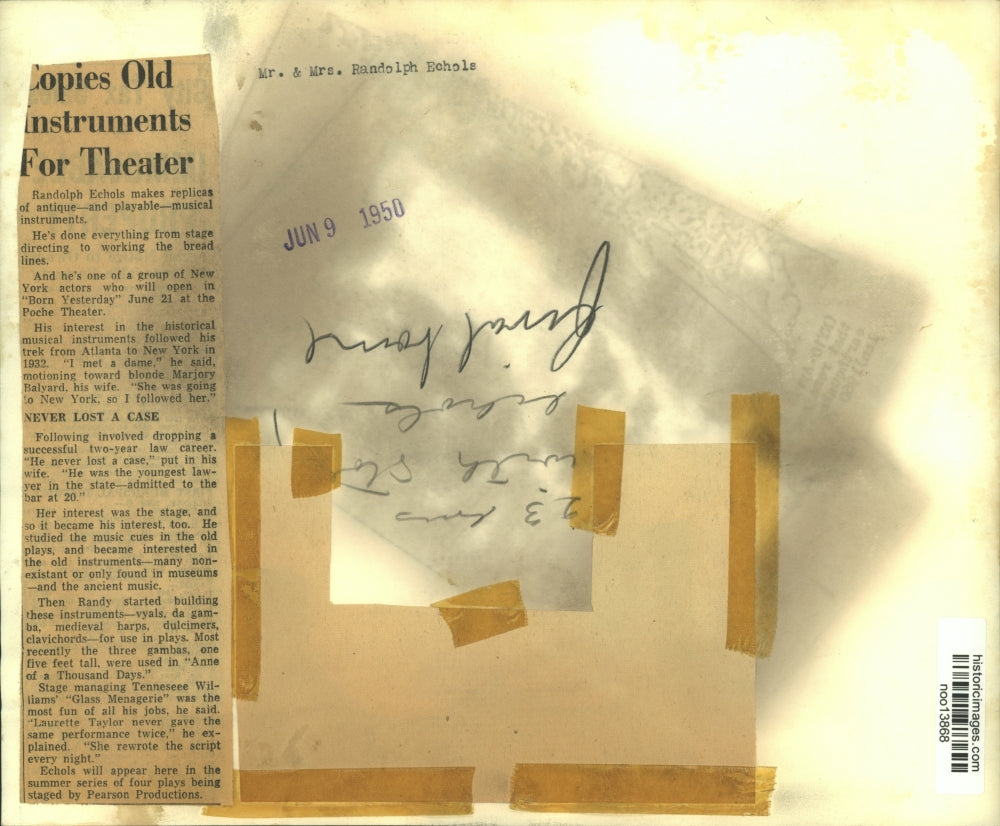 Copies Old
Instruments
For Theater
Randolph Echols makes replicas
of antique—and playable—musical
instruments.
He's done everything from stage
directing to working the bread
lines.
And he's one of a group of New
York actors who will open in
"Born Yesterday" June 21 at the
Poche Theater.
His interest in the historical
musical instruments followed his
trek from Atlanta to New York in
1932. "I met a dame," he said,
motioning toward blonde Marjory
Balyard, his wife. "She was going
to New York, so I followed her."
NEVER LOST A CASE
Following involved dropping a
successful two-year law career.
"He never lost a case," put in his
wife. "He was the youngest law-
yer in the state—admitted to the
bar at 20."
Her interest was the stage, and
so it became his interest, too. He
studied the music cues in the old
plays, and became interested in
the old instruments—many non-
existant or only found in museums
—and the ancient music.
Then Randy started building
these instruments—vyals, da gam-
ba, medieval harps, dulcimers,
clavichords—for use in plays. Most
recently the three gambas, one
five feet tall, were used in "Anne
of a Thousand Days."
Stage managing Tenneseee Wil-
liams' "Glass Menagerie" was the
most fun of all his jobs, he said.
"Laurette Taylor never gave the
same performance twice," he ex-
plained. "She rewrote the script
every night."
Echols will appear here in the
summer series of four plays being
staged by Pearson Productions.
Mr. & Mrs. Randolph Echols
JUN 9 1950
23
with
echols
historicimages.com
noo13868